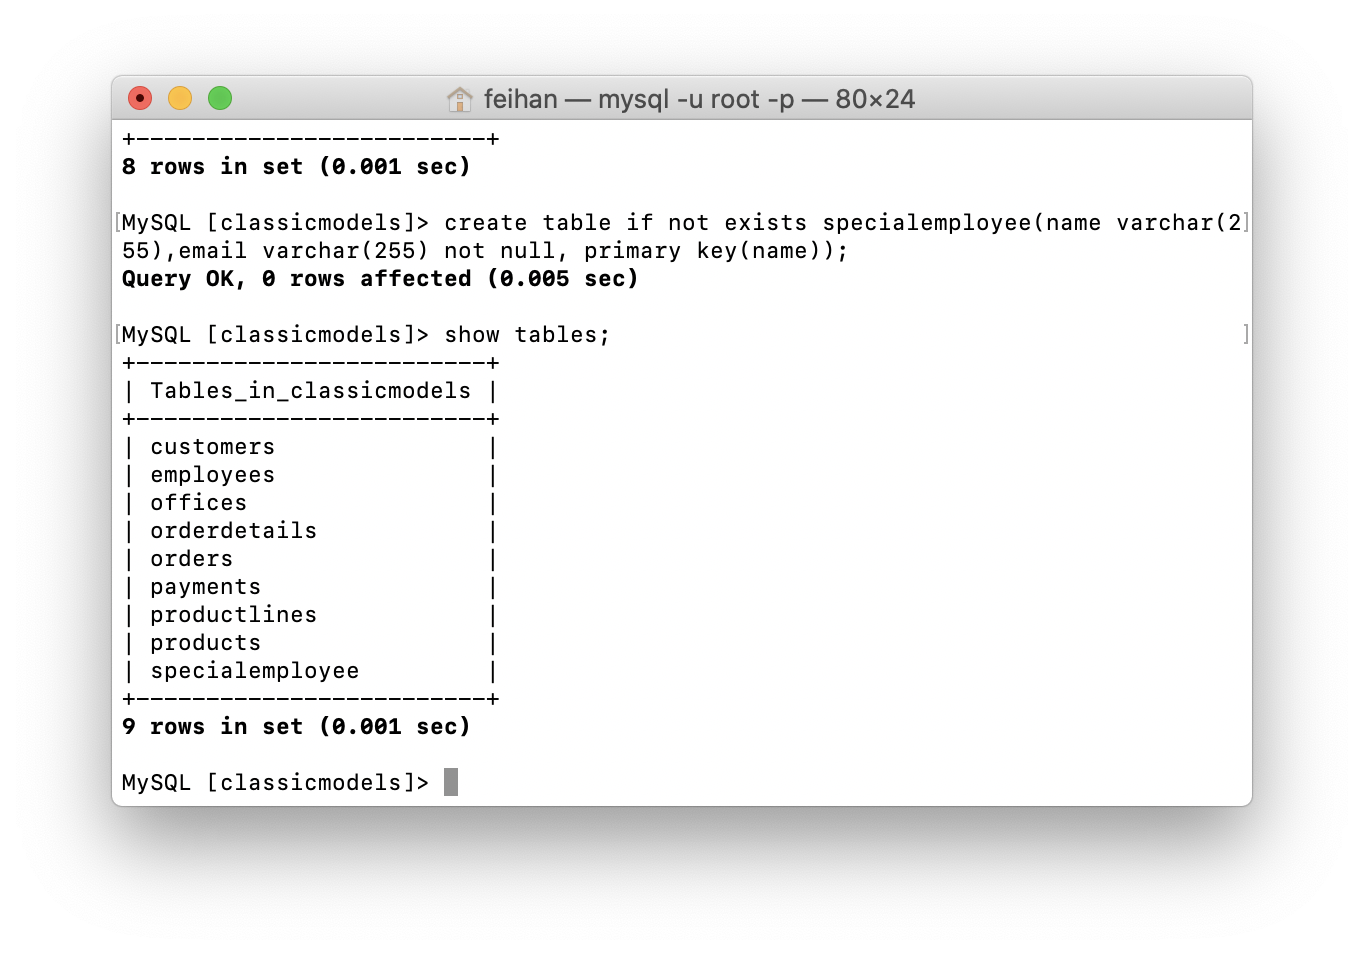 feihan — mysql -u root -p — 80×24
+--------------------------+
8 rows in set (0.001 sec)
[MySQL [classicmodels]> create table if not exists specialemployee(name varchar(2]
55),email varchar(255) not null, primary key(name));
Query OK, 0 rows affected (0.005 sec)
[MySQL [classicmodels]> show tables; ]
+-------------------------+
| Tables_in_classicmodels |
+-------------------------+
| customers               |
| employees               |
| offices                 |
| orderdetails            |
| orders                  |
| payments                |
| productlines            |
| products                |
| specialemployee         |
+-------------------------+
9 rows in set (0.001 sec)
MySQL [classicmodels]>